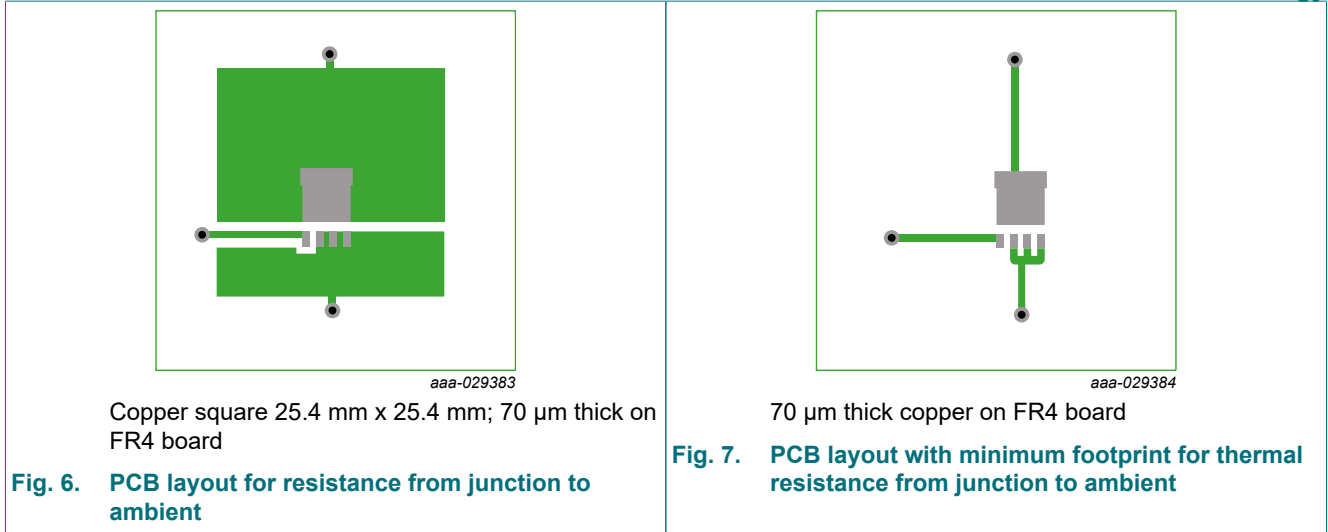 aaa-029383
Copper square 25.4 mm x 25.4 mm; 70 µm thick on
FR4 board
Fig. 6. PCB layout for resistance from junction to
ambient
aaa-029384
70 µm thick copper on FR4 board
Fig. 7. PCB layout with minimum footprint for thermal
resistance from junction to ambient